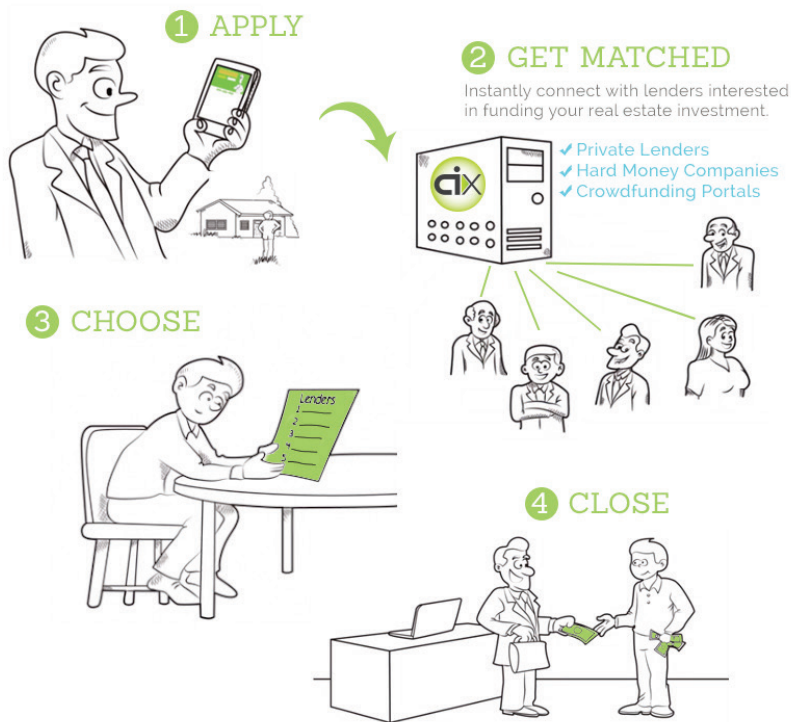 1 APPLY
2 GET MATCHED
Instantly connect with lenders interested
in funding your real estate investment.
✓ Private Lenders
✓ Hard Money Companies
✓ Crowdfunding Portals
cix
3 CHOOSE
Lenders
1
2
3
4
5
4 CLOSE